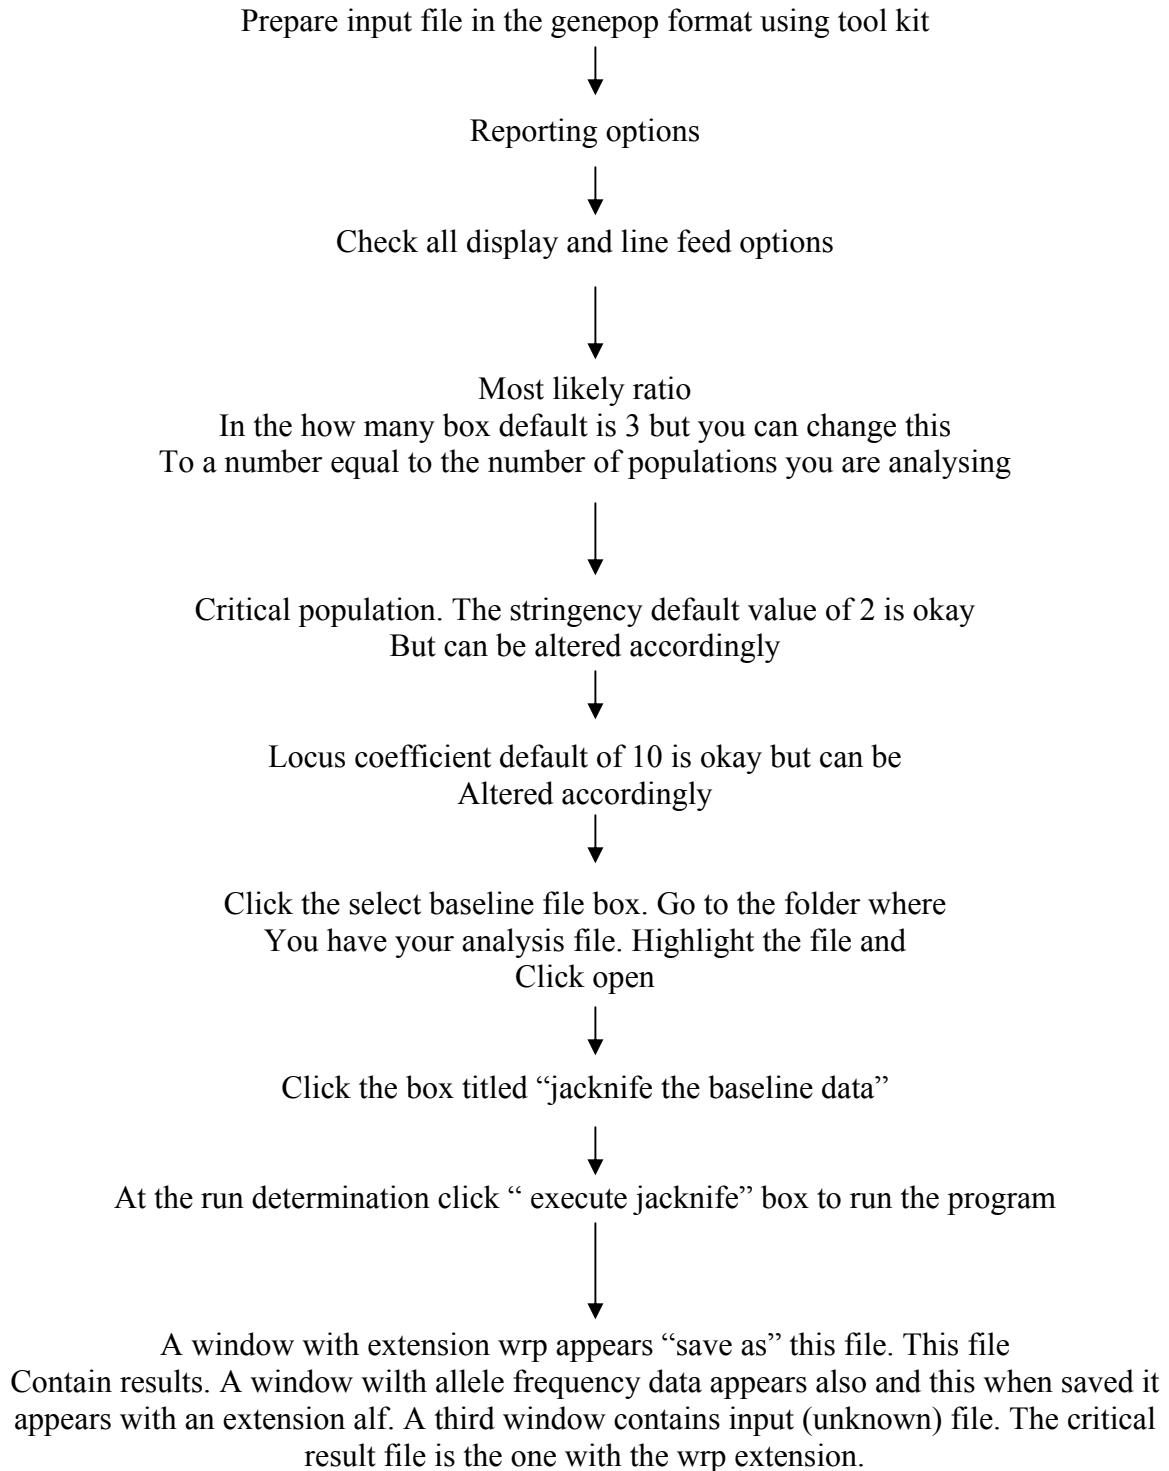 Prepare input file in the genepop format using tool kit
Reporting options
Check all display and line feed options
Most likely ratio
In the how many box default is 3 but you can change this
To a number equal to the number of populations you are analysing
Critical population. The stringency default value of 2 is okay
But can be altered accordingly
Locus coefficient default of 10 is okay but can be
Altered accordingly
Click the select baseline file box. Go to the folder where
You have your analysis file. Highlight the file and
Click open
Click the box titled “jacknife the baseline data”
At the run determination click “ execute jacknife” box to run the program
A window with extension wrp appears “save as” this file. This file
Contain results. A window wilth allele frequency data appears also and this when saved it
appears with an extension alf. A third window contains input (unknown) file. The critical
result file is the one with the wrp extension.